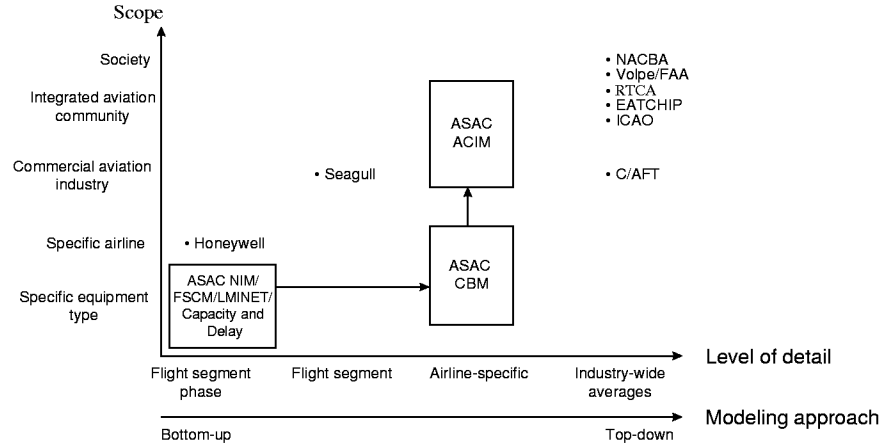 Scope
Society
Integrated aviation
community
Commercial aviation
industry
Specific airline
Specific equipment
type
• NACBA
• Volpe/FAA
• RTCA
• EATCHIP
• ICAO
ASAC
ACIM
• Seagull
• C/AFT
• Honeywell
ASAC NIM/
FSCM/LMINET/
Capacity and
Delay
ASAC
CBM
Level of detail
Flight segment
phase
Flight segment
Airline-specific
Industry-wide
averages
Modeling approach
Bottom-up
Top-down